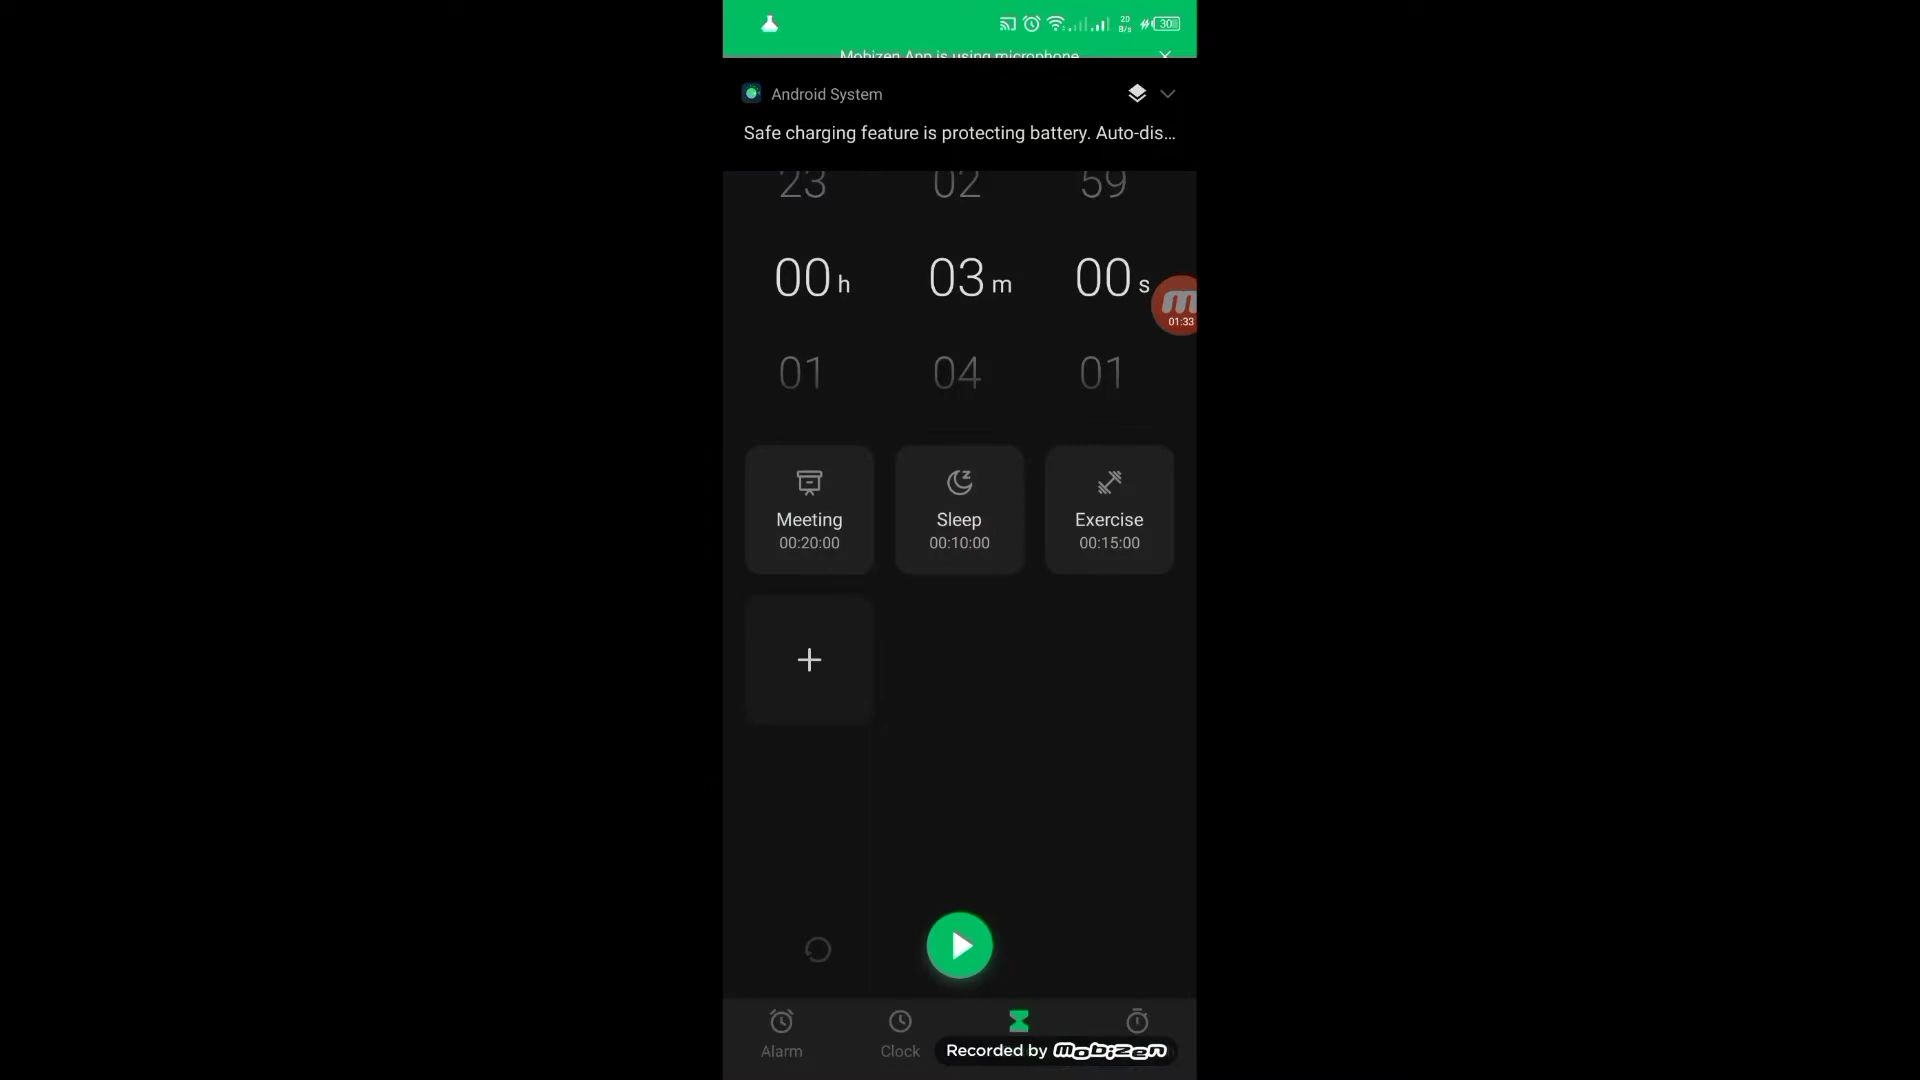 20
B/s
30
Mobizen App is using microphone
Android System
Safe charging feature is protecting battery. Auto-dis...
23 02 59
00 h 03 m 00 s
01:33
01 04 01
Meeting Sleep Exercise
00:20:00 00:10:00 00:15:00
Alarm Clock
Recorded by mobizen